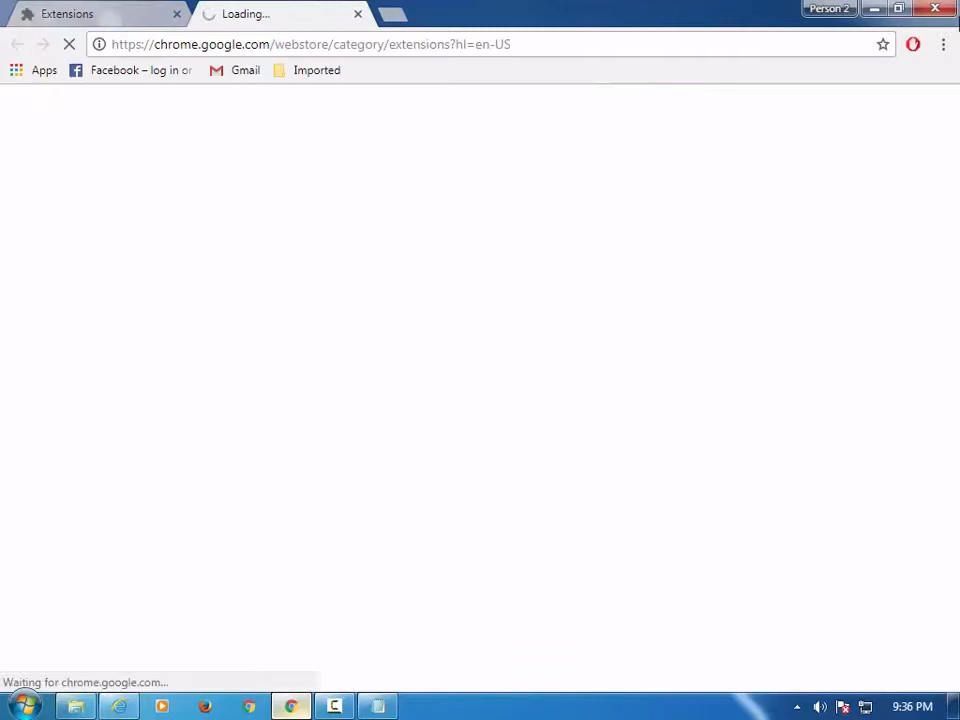 Extensions
Loading...
Person 2
https://chrome.google.com/webstore/category/extensions?hl=en-US
Apps
Facebook – log in or
Gmail
Imported
Waiting for chrome.google.com...
9:36 PM